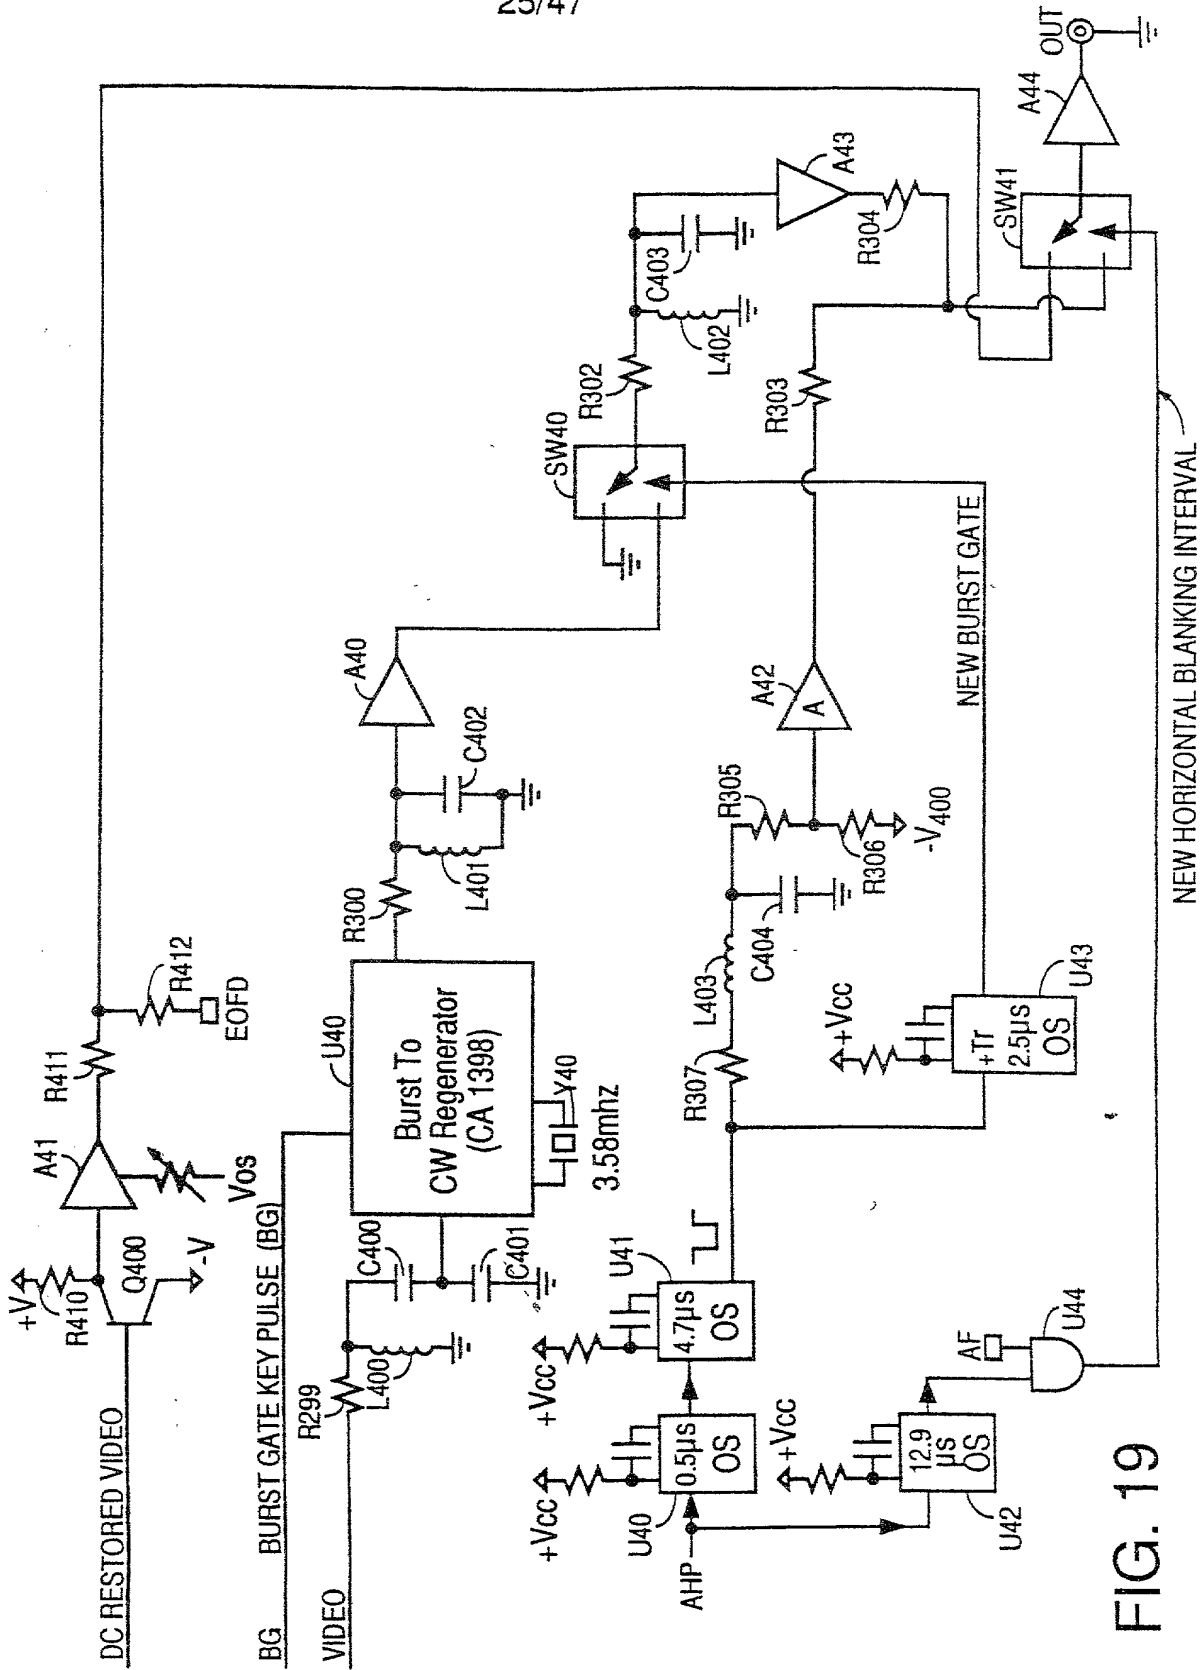 25/47
DC RESTORED VIDEO
+V
R410
Q400
-V
A41
Vos
R411
R412
EOFD
BG
BURST GATE KEY PULSE (BG)
VIDEO
R299
L400
C400
C401
U40
Burst To
CW Regenerator
(CA 1398)
Y40
3.58mhz
R300
L401
C402
A40
SW40
R302
L402
C403
A43
R304
AHP
U40
+Vcc
0.5µs
OS
+Vcc
U41
4.7µs
OS
R307
L403
C404
R305
R306
-V400
A42
A
R303
+Vcc
+Tr
2.5µs
OS
U43
NEW BURST GATE
+Vcc
12.9
µs
OS
U42
AF
U44
NEW HORIZONTAL BLANKING INTERVAL
SW41
A44
OUT
FIG. 19